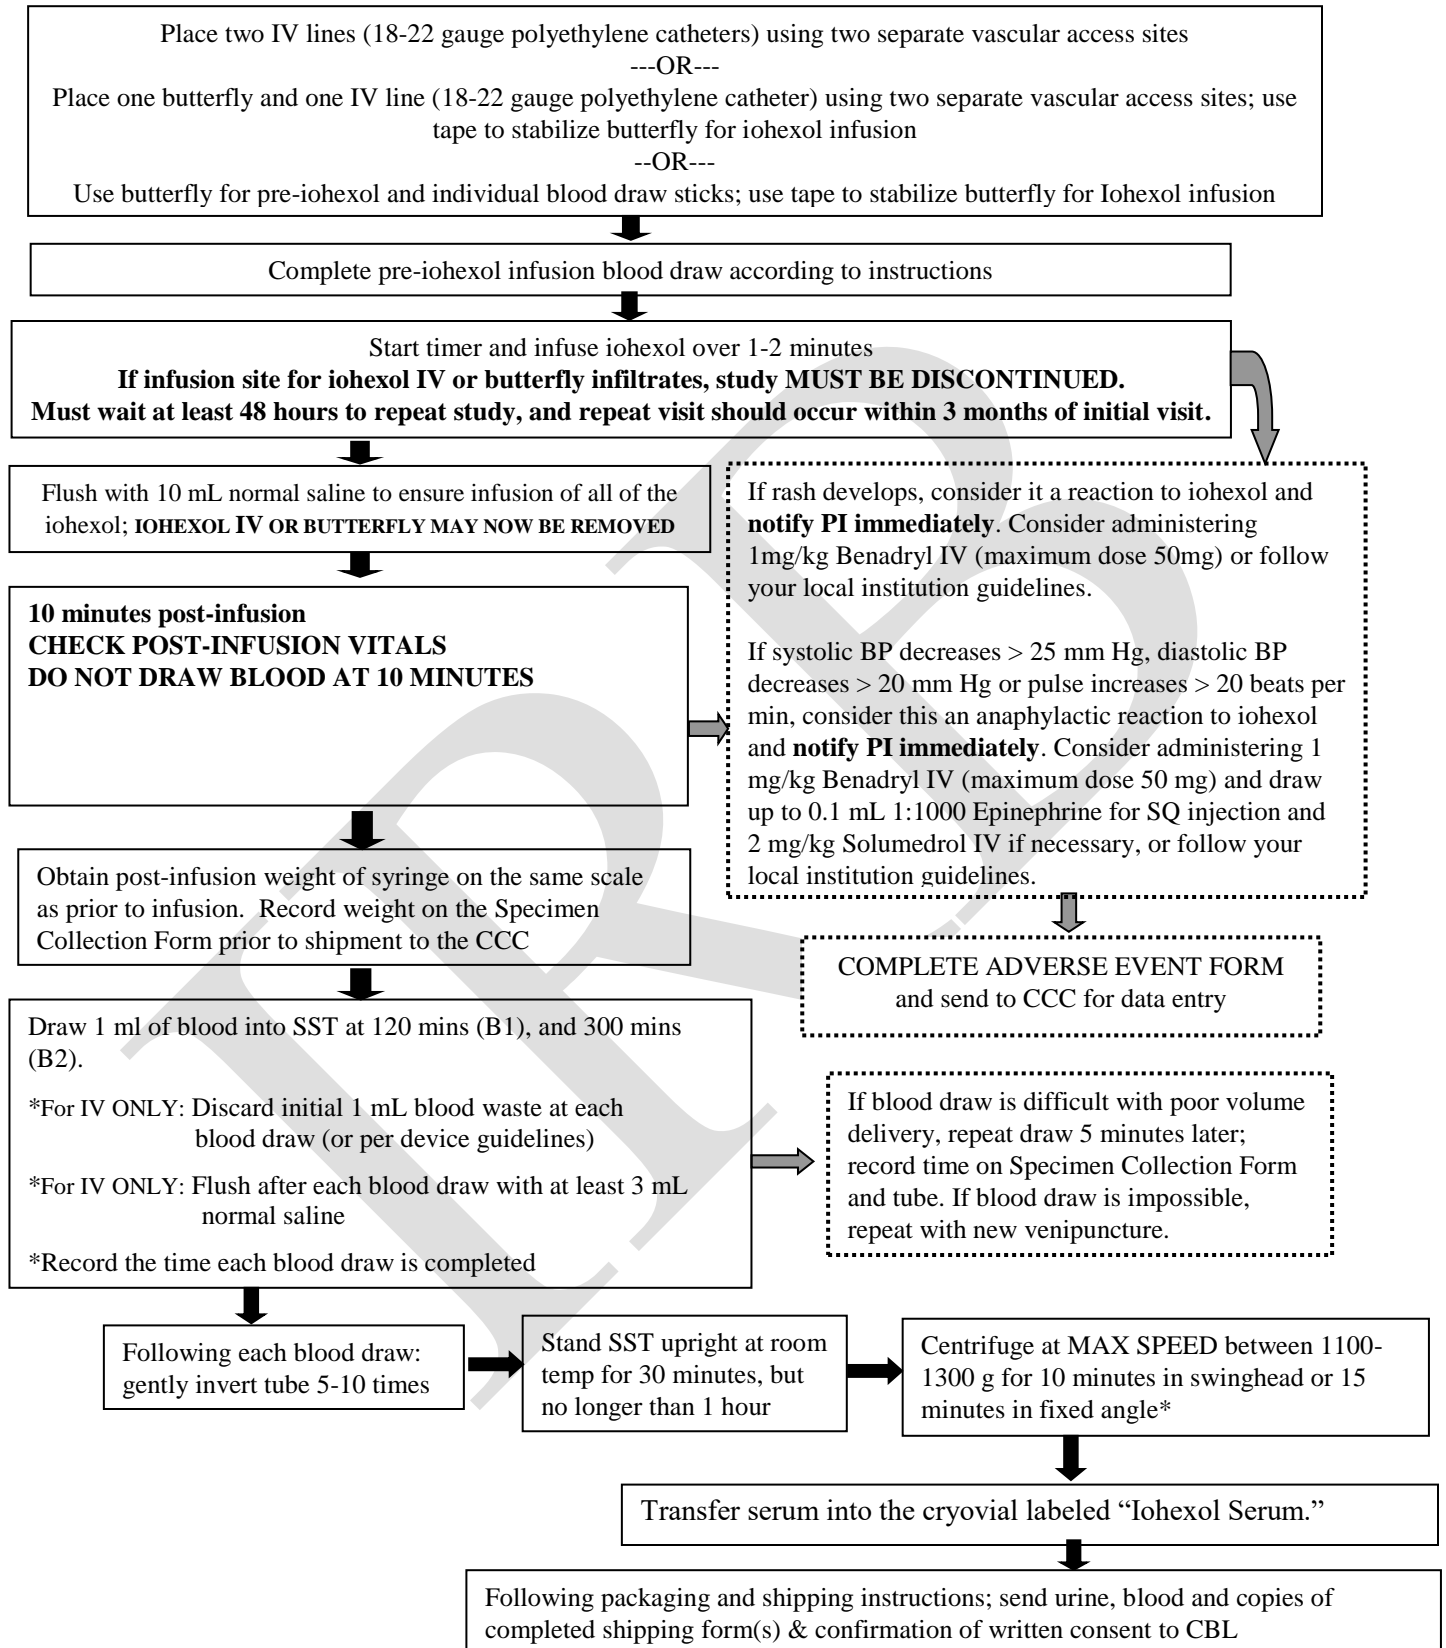 Place two IV lines (18-22 gauge polyethylene catheters) using two separate vascular access sites
---OR---
Place one butterfly and one IV line (18-22 gauge polyethylene catheter) using two separate vascular access sites; use
tape to stabilize butterfly for iohexol infusion
--OR---
Use butterfly for pre-iohexol and individual blood draw sticks; use tape to stabilize butterfly for Iohexol infusion
Complete pre-iohexol infusion blood draw according to instructions
Start timer and infuse iohexol over 1-2 minutes
If infusion site for iohexol IV or butterfly infiltrates, study MUST BE DISCONTINUED.
Must wait at least 48 hours to repeat study, and repeat visit should occur within 3 months of initial visit.
Flush with 10 mL normal saline to ensure infusion of all of the
iohexol; IOHEXOL IV OR BUTTERFLY MAY NOW BE REMOVED
If rash develops, consider it a reaction to iohexol and
notify PI immediately. Consider administering
1mg/kg Benadryl IV (maximum dose 50mg) or follow
your local institution guidelines.
If systolic BP decreases > 25 mm Hg, diastolic BP
decreases > 20 mm Hg or pulse increases > 20 beats per
min, consider this an anaphylactic reaction to iohexol
and notify PI immediately. Consider administering 1
mg/kg Benadryl IV (maximum dose 50 mg) and draw
up to 0.1 mL 1:1000 Epinephrine for SQ injection and
2 mg/kg Solumedrol IV if necessary, or follow your
local institution guidelines.
10 minutes post-infusion
CHECK POST-INFUSION VITALS
DO NOT DRAW BLOOD AT 10 MINUTES
Obtain post-infusion weight of syringe on the same scale
as prior to infusion. Record weight on the Specimen
Collection Form prior to shipment to the CCC
COMPLETE ADVERSE EVENT FORM
and send to CCC for data entry
Draw 1 ml of blood into SST at 120 mins (B1), and 300 mins
(B2).
*For IV ONLY: Discard initial 1 mL blood waste at each
blood draw (or per device guidelines)
*For IV ONLY: Flush after each blood draw with at least 3 mL
normal saline
*Record the time each blood draw is completed
If blood draw is difficult with poor volume
delivery, repeat draw 5 minutes later;
record time on Specimen Collection Form
and tube. If blood draw is impossible,
repeat with new venipuncture.
Following each blood draw:
gently invert tube 5-10 times
Stand SST upright at room
temp for 30 minutes, but
no longer than 1 hour
Centrifuge at MAX SPEED between 1100-
1300 g for 10 minutes in swinghead or 15
minutes in fixed angle*
Transfer serum into the cryovial labeled “Iohexol Serum.”
Following packaging and shipping instructions; send urine, blood and copies of
completed shipping form(s) & confirmation of written consent to CBL
IRB